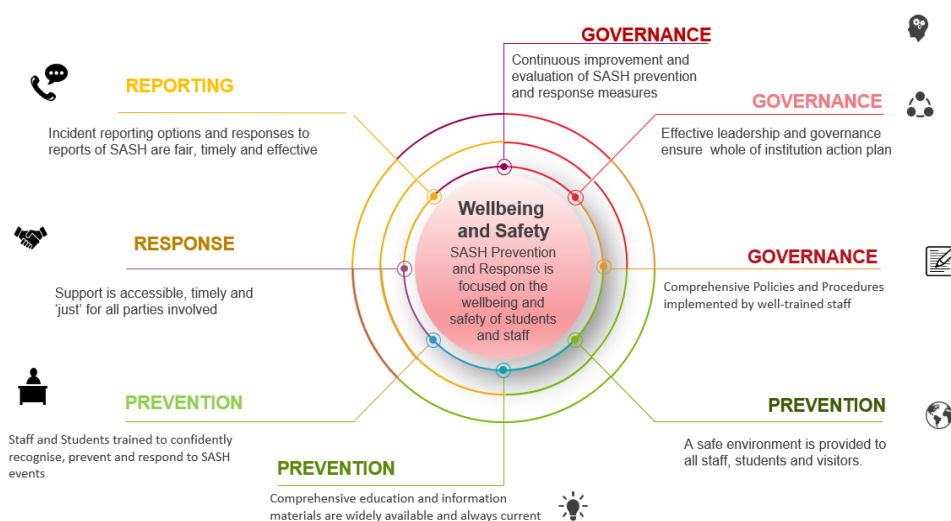 GOVERNANCE
Continuous improvement and
evaluation of SASH prevention
and response measures
REPORTING
Incident reporting options and responses to
reports of SASH are fair, timely and effective
GOVERNANCE
Effective leadership and governance
ensure whole of institution action plan
Wellbeing
and Safety
SASH Prevention
and Response is
focused on the
wellbeing and
safety of students
and staff
RESPONSE
Support is accessible, timely and
‘just’ for all parties involved
GOVERNANCE
Comprehensive Policies and Procedures
implemented by well-trained staff
PREVENTION
Staff and Students trained to confidently
recognise, prevent and respond to SASH
events
PREVENTION
A safe environment is provided to
all staff, students and visitors.
PREVENTION
Comprehensive education and information
materials are widely available and always current